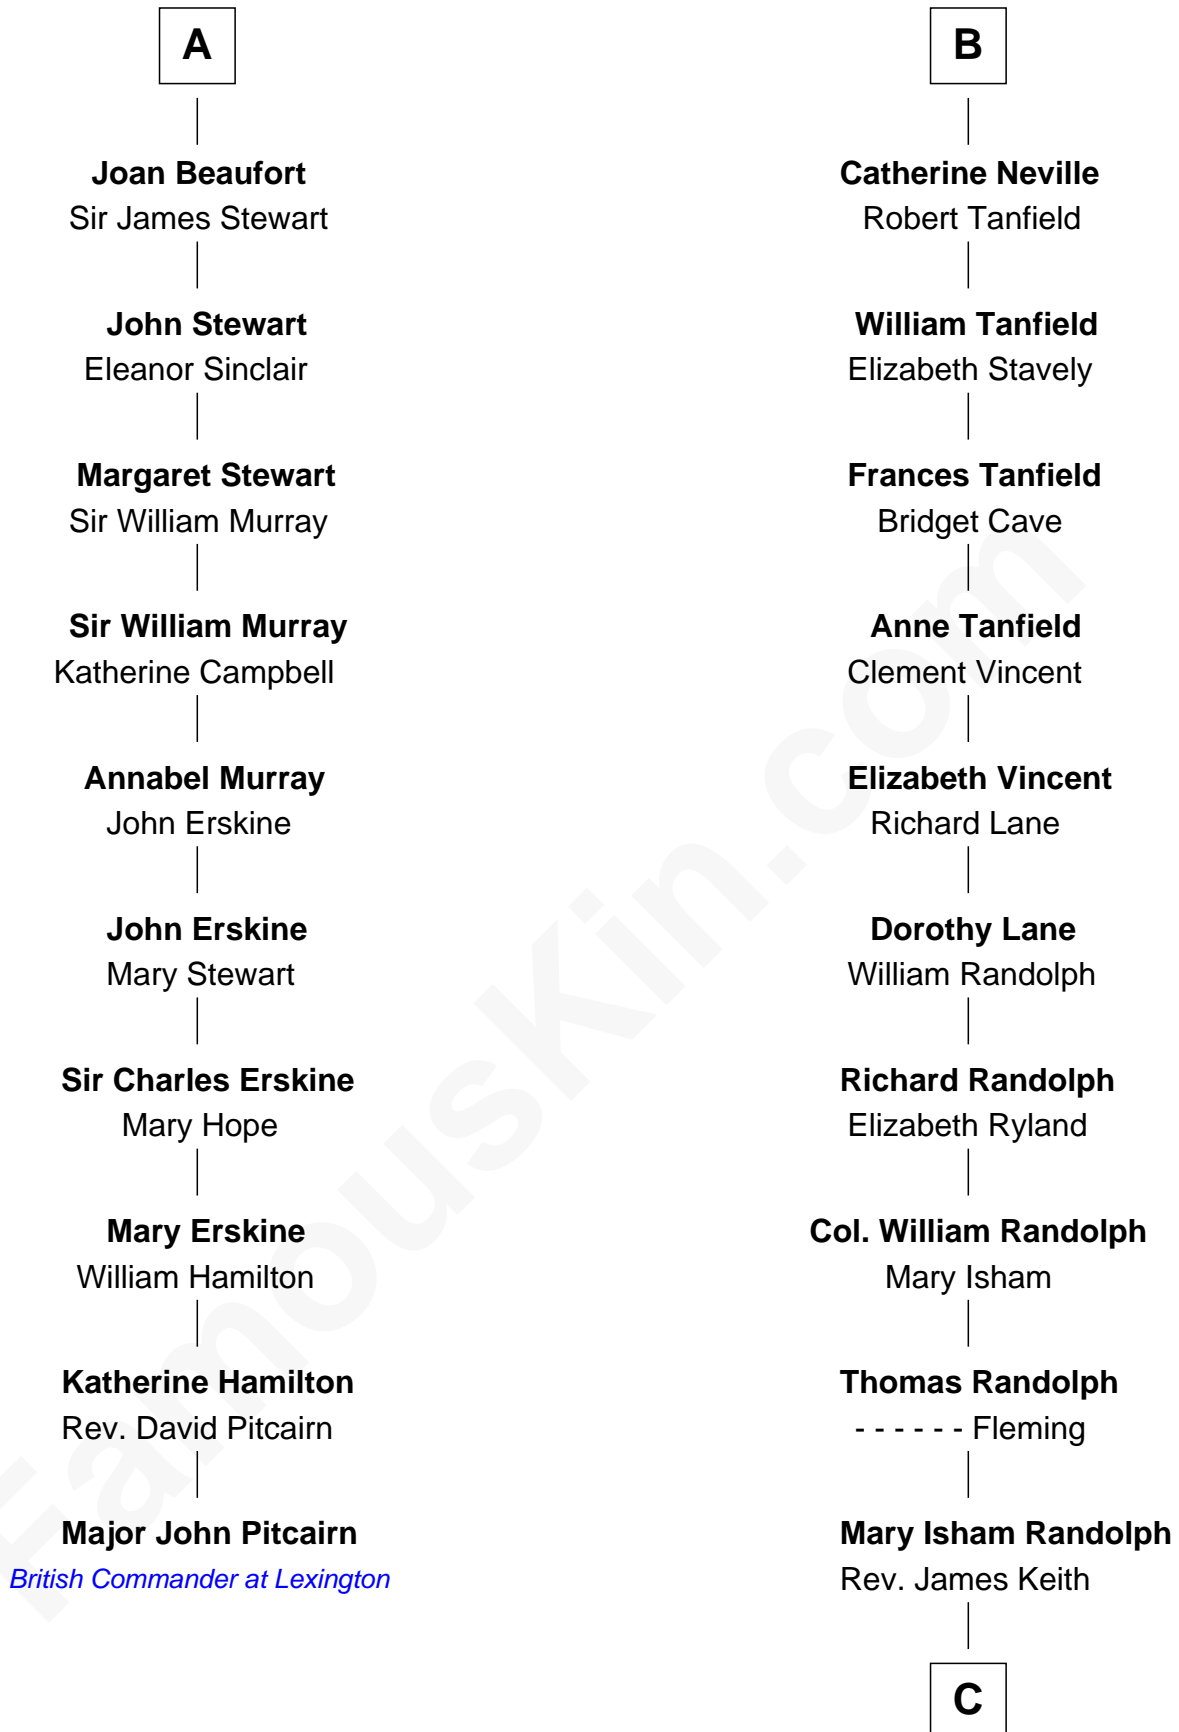 A
Joan Beaufort
Sir James Stewart
John Stewart
Eleanor Sinclair
Margaret Stewart
Sir William Murray
Sir William Murray
Katherine Campbell
Annabel Murray
John Erskine
John Erskine
Mary Stewart
Sir Charles Erskine
Mary Hope
Mary Erskine
William Hamilton
Katherine Hamilton
Rev. David Pitcairn
Major John Pitcairn
British Commander at Lexington
B
Catherine Neville
Robert Tanfield
William Tanfield
Elizabeth Stavely
Frances Tanfield
Bridget Cave
Anne Tanfield
Clement Vincent
Elizabeth Vincent
Richard Lane
Dorothy Lane
William Randolph
Richard Randolph
Elizabeth Ryland
Col. William Randolph
Mary Isham
Thomas Randolph
- - - - - - Fleming
Mary Isham Randolph
Rev. James Keith
C
FamousKin.com